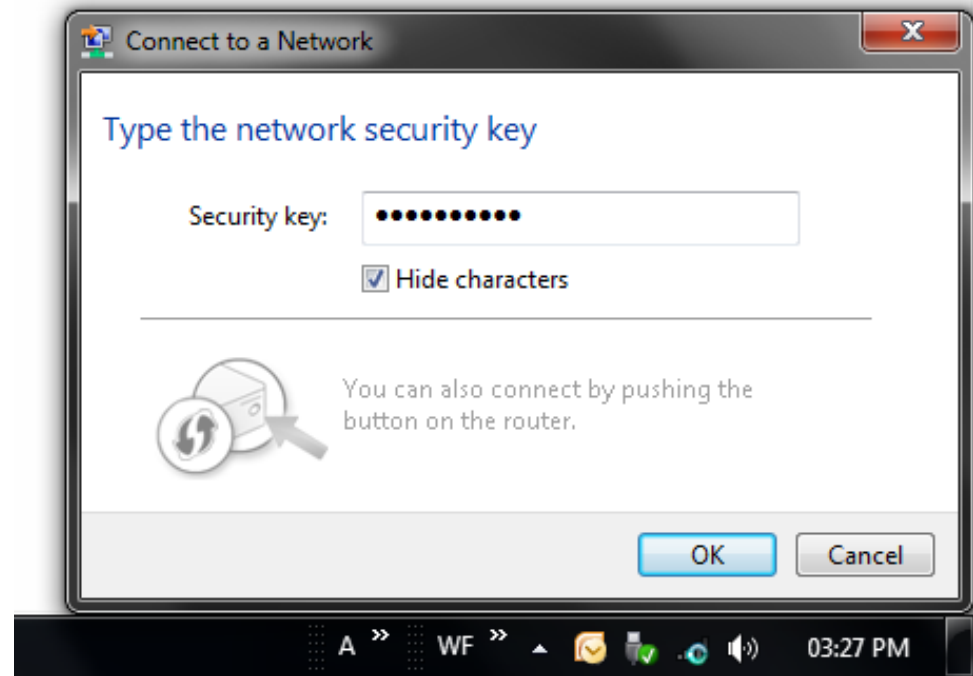 Connect to a Network
Type the network security key
Security key: ••••••••••
Hide characters
You can also connect by pushing the
button on the router.
OK Cancel
A » WF » 03:27 PM